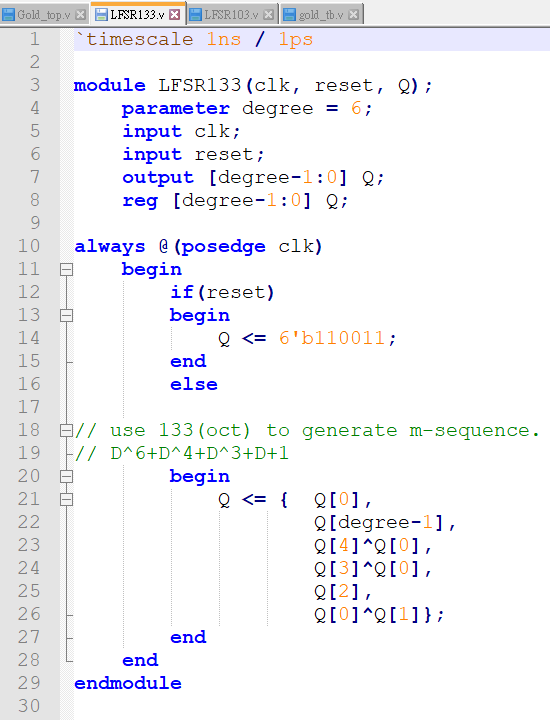 Gold_top.v LFSR133.v LFSR103.v gold_tb.v
1 `timescale 1ns / 1ps
2
3 module LFSR133(clk, reset, Q);
4 parameter degree = 6;
5 input clk;
6 input reset;
7 output [degree-1:0] Q;
8 reg [degree-1:0] Q;
9
10 always @(posedge clk)
11 begin
12 if(reset)
13 begin
14 Q <= 6'b110011;
15 end
16 else
17
18 // use 133(oct) to generate m-sequence.
19 // D^6+D^4+D^3+D+1
20 begin
21 Q <= { Q[0],
22 Q[degree-1],
23 Q[4]^Q[0],
24 Q[3]^Q[0],
25 Q[2],
26 Q[0]^Q[1]};
27 end
28 end
29 endmodule
30